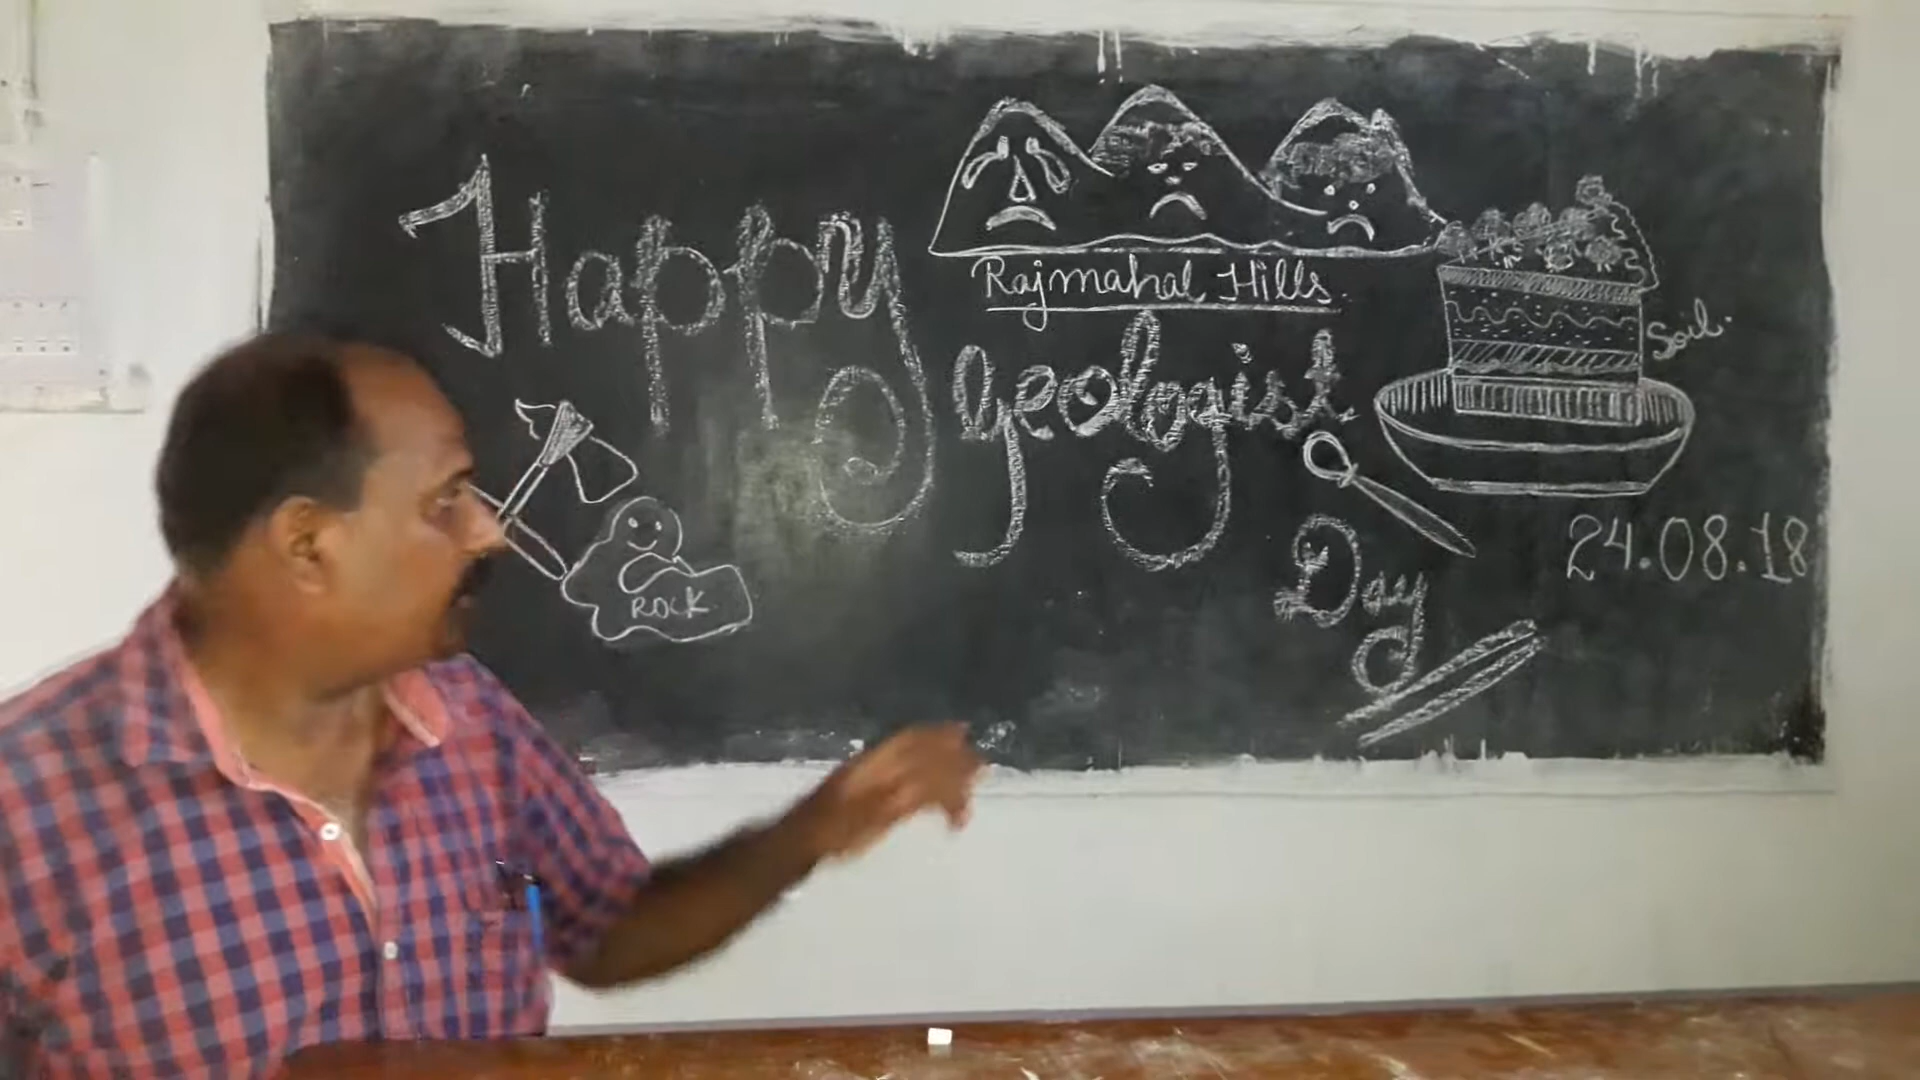 Happy
Rajmahal Hills
geologist
Soil.
ROCK
24.08.18
Day